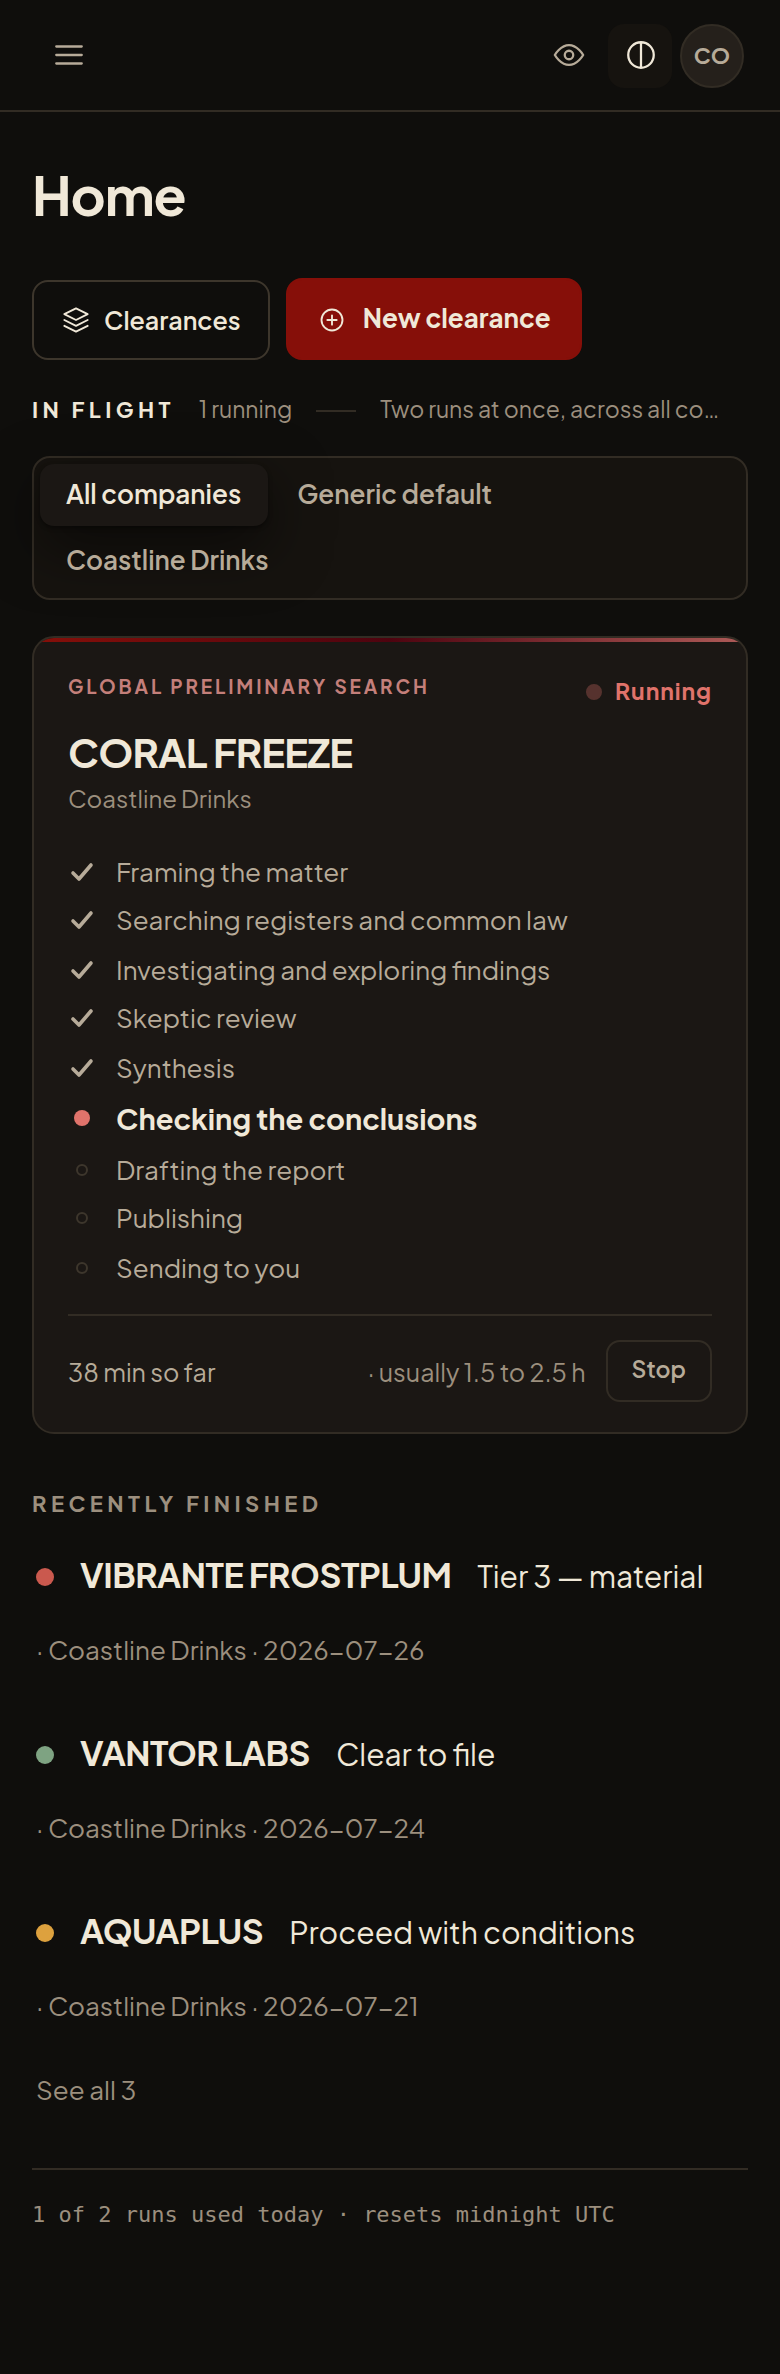 CO
Home
Clearances
New clearance
IN FLIGHT 1 running Two runs at once, across all co…
All companies Generic default
Coastline Drinks
GLOBAL PRELIMINARY SEARCH Running
CORAL FREEZE
Coastline Drinks
Framing the matter
Searching registers and common law
Investigating and exploring findings
Skeptic review
Synthesis
Checking the conclusions
Drafting the report
Publishing
Sending to you
38 min so far · usually 1.5 to 2.5 h Stop
RECENTLY FINISHED
VIBRANTE FROSTPLUM Tier 3 — material
· Coastline Drinks · 2026-07-26
VANTOR LABS Clear to file
· Coastline Drinks · 2026-07-24
AQUAPLUS Proceed with conditions
· Coastline Drinks · 2026-07-21
See all 3
1 of 2 runs used today · resets midnight UTC